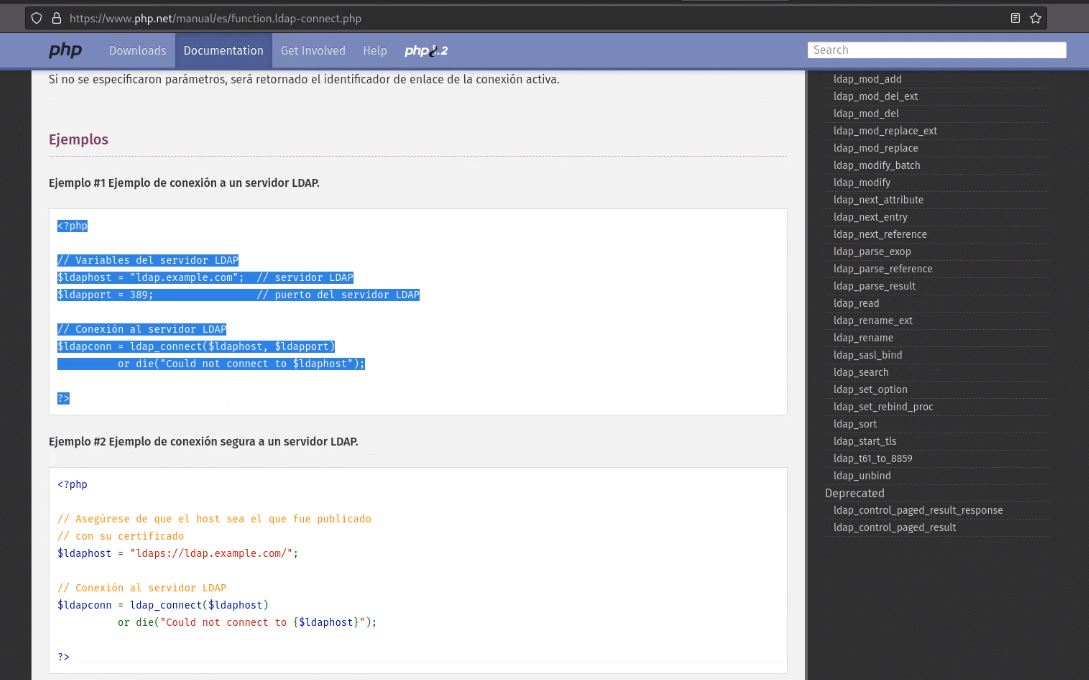 https://www.php.net/manual/es/function.ldap-connect.php
php Downloads Documentation Get Involved Help php8.2 Search
Si no se especificaron parámetros, será retornado el identificador de enlace de la conexión activa.
Ejemplos
Ejemplo #1 Ejemplo de conexión a un servidor LDAP.
<?php
// Variables del servidor LDAP
$ldaphost = "ldap.example.com";  // servidor LDAP
$ldapport = 389;                 // puerto del servidor LDAP
// Conexión al servidor LDAP
$ldapconn = ldap_connect($ldaphost, $ldapport)
          or die("Could not connect to $ldaphost");
?>
Ejemplo #2 Ejemplo de conexión segura a un servidor LDAP.
<?php
// Asegúrese de que el host sea el que fue publicado
// con su certificado
$ldaphost = "ldaps://ldap.example.com/";
// Conexión al servidor LDAP
$ldapconn = ldap_connect($ldaphost)
          or die("Could not connect to {$ldaphost}");
?>
ldap_mod_add
ldap_mod_del_ext
ldap_mod_del
ldap_mod_replace_ext
ldap_mod_replace
ldap_modify_batch
ldap_modify
ldap_next_attribute
ldap_next_entry
ldap_next_reference
ldap_parse_exop
ldap_parse_reference
ldap_parse_result
ldap_read
ldap_rename_ext
ldap_rename
ldap_sasl_bind
ldap_search
ldap_set_option
ldap_set_rebind_proc
ldap_sort
ldap_start_tls
ldap_t61_to_8859
ldap_unbind
Deprecated
ldap_control_paged_result_response
ldap_control_paged_result